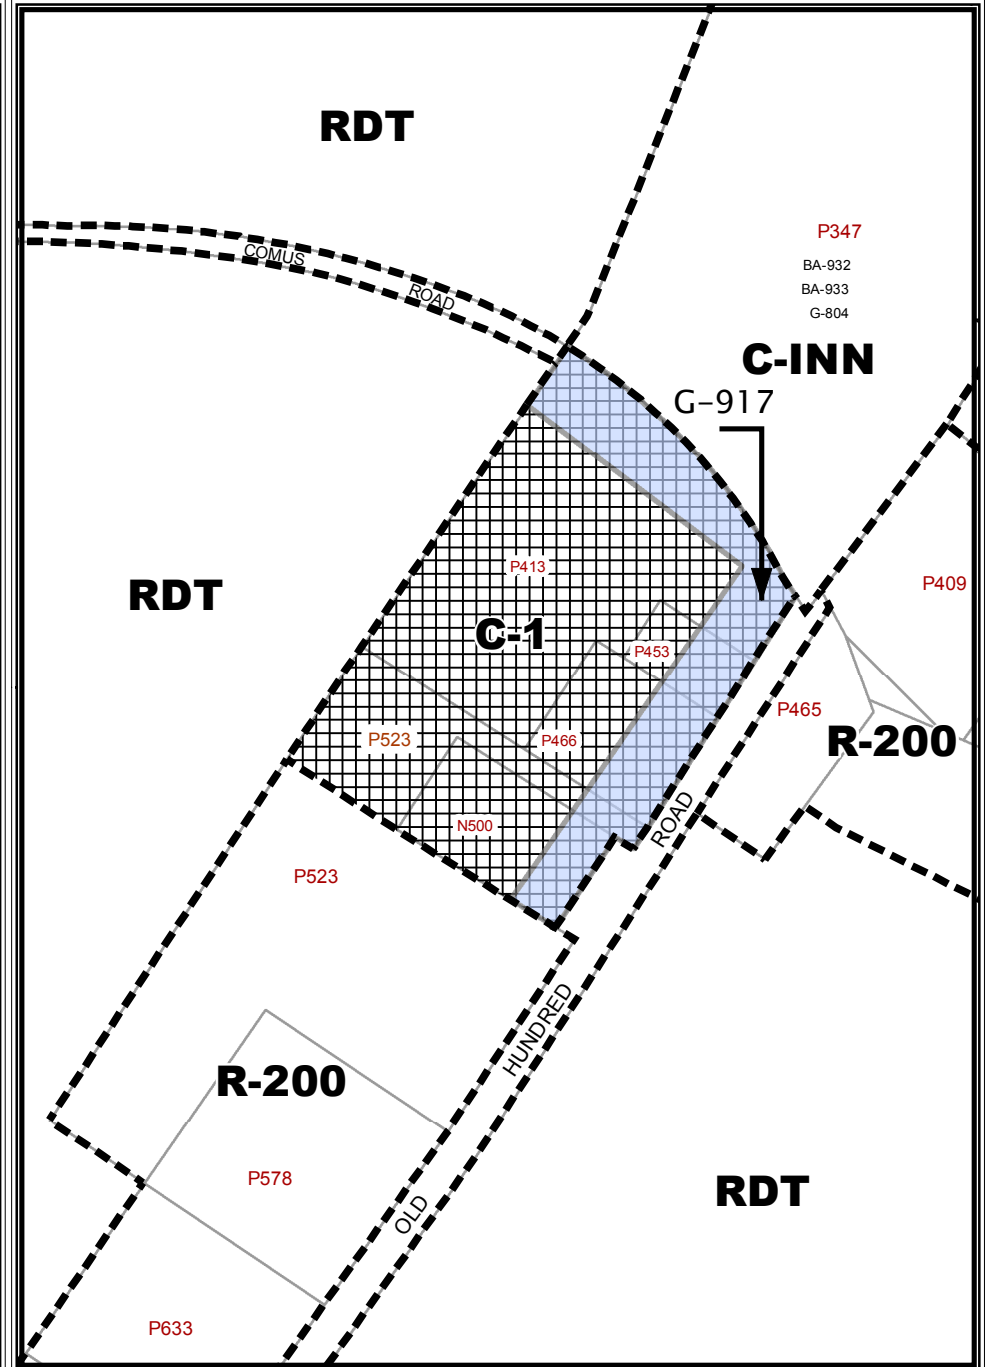 RDT
P347
COMUS
BA-932
BA-933
ROAD
G-804
C-INN
G-917
P413
P409
RDT
C-1
P453
P465
P523
P466
R-200
N500
ROAD
P523
HUNDRED
R-200
P578
RDT
OLD
P633